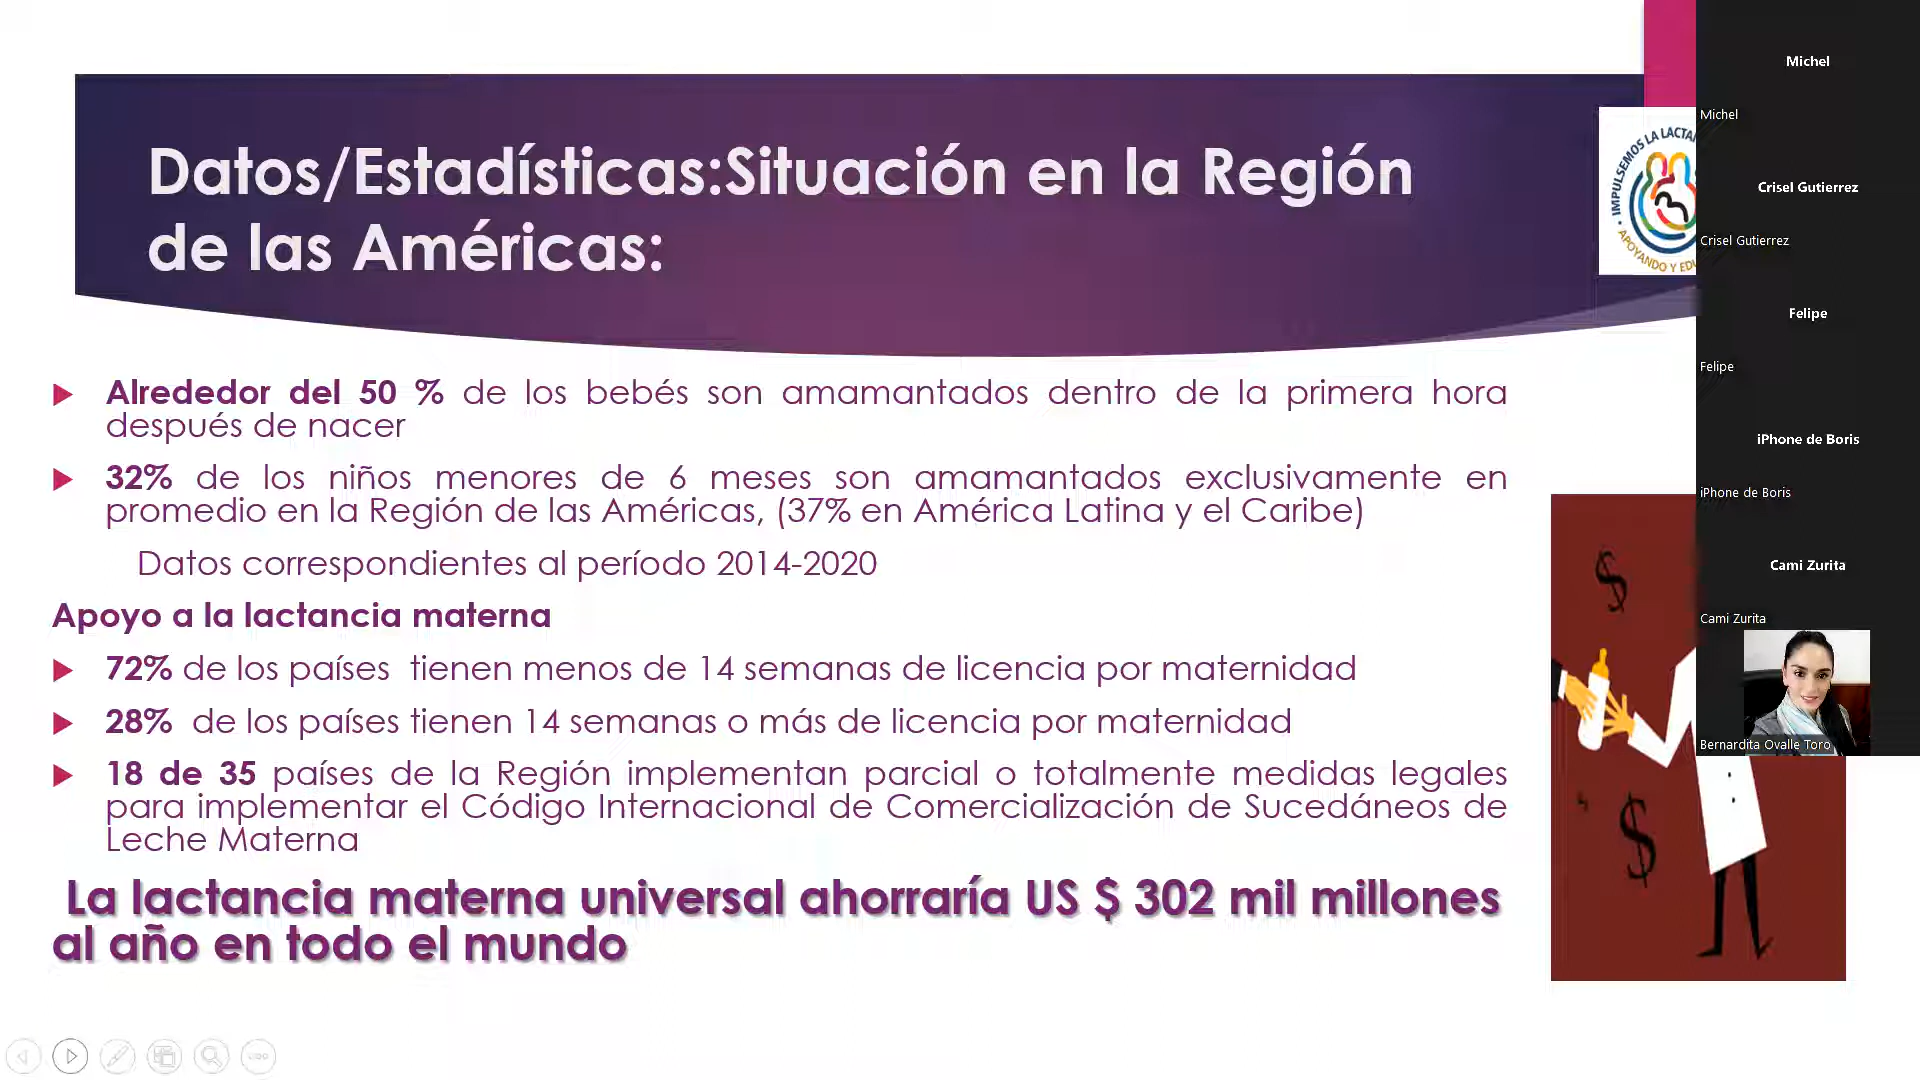 Datos/Estadísticas:Situación en la Región
de las Américas:
IMPULSEMOS LA
APOYANDO Y
Alrededor del 50 % de los bebés son amamantados dentro de la primera hora
después de nacer
32% de los niños menores de 6 meses son amamantados exclusivamente en
promedio en la Región de las Américas, (37% en América Latina y el Caribe)
Datos correspondientes al período 2014-2020
Apoyo a la lactancia materna
72% de los países tienen menos de 14 semanas de licencia por maternidad
28% de los países tienen 14 semanas o más de licencia por maternidad
18 de 35 países de la Región implementan parcial o totalmente medidas legales
para implementar el Código Internacional de Comercialización de Sucedáneos de
Leche Materna
La lactancia materna universal ahorraría US $ 302 mil millones
al año en todo el mundo
$
$
Michel
Michel
Crisel Gutierrez
Crisel Gutierrez
Felipe
Felipe
iPhone de Boris
iPhone de Boris
Cami Zurita
Cami Zurita
Bernardita Ovalle Toro